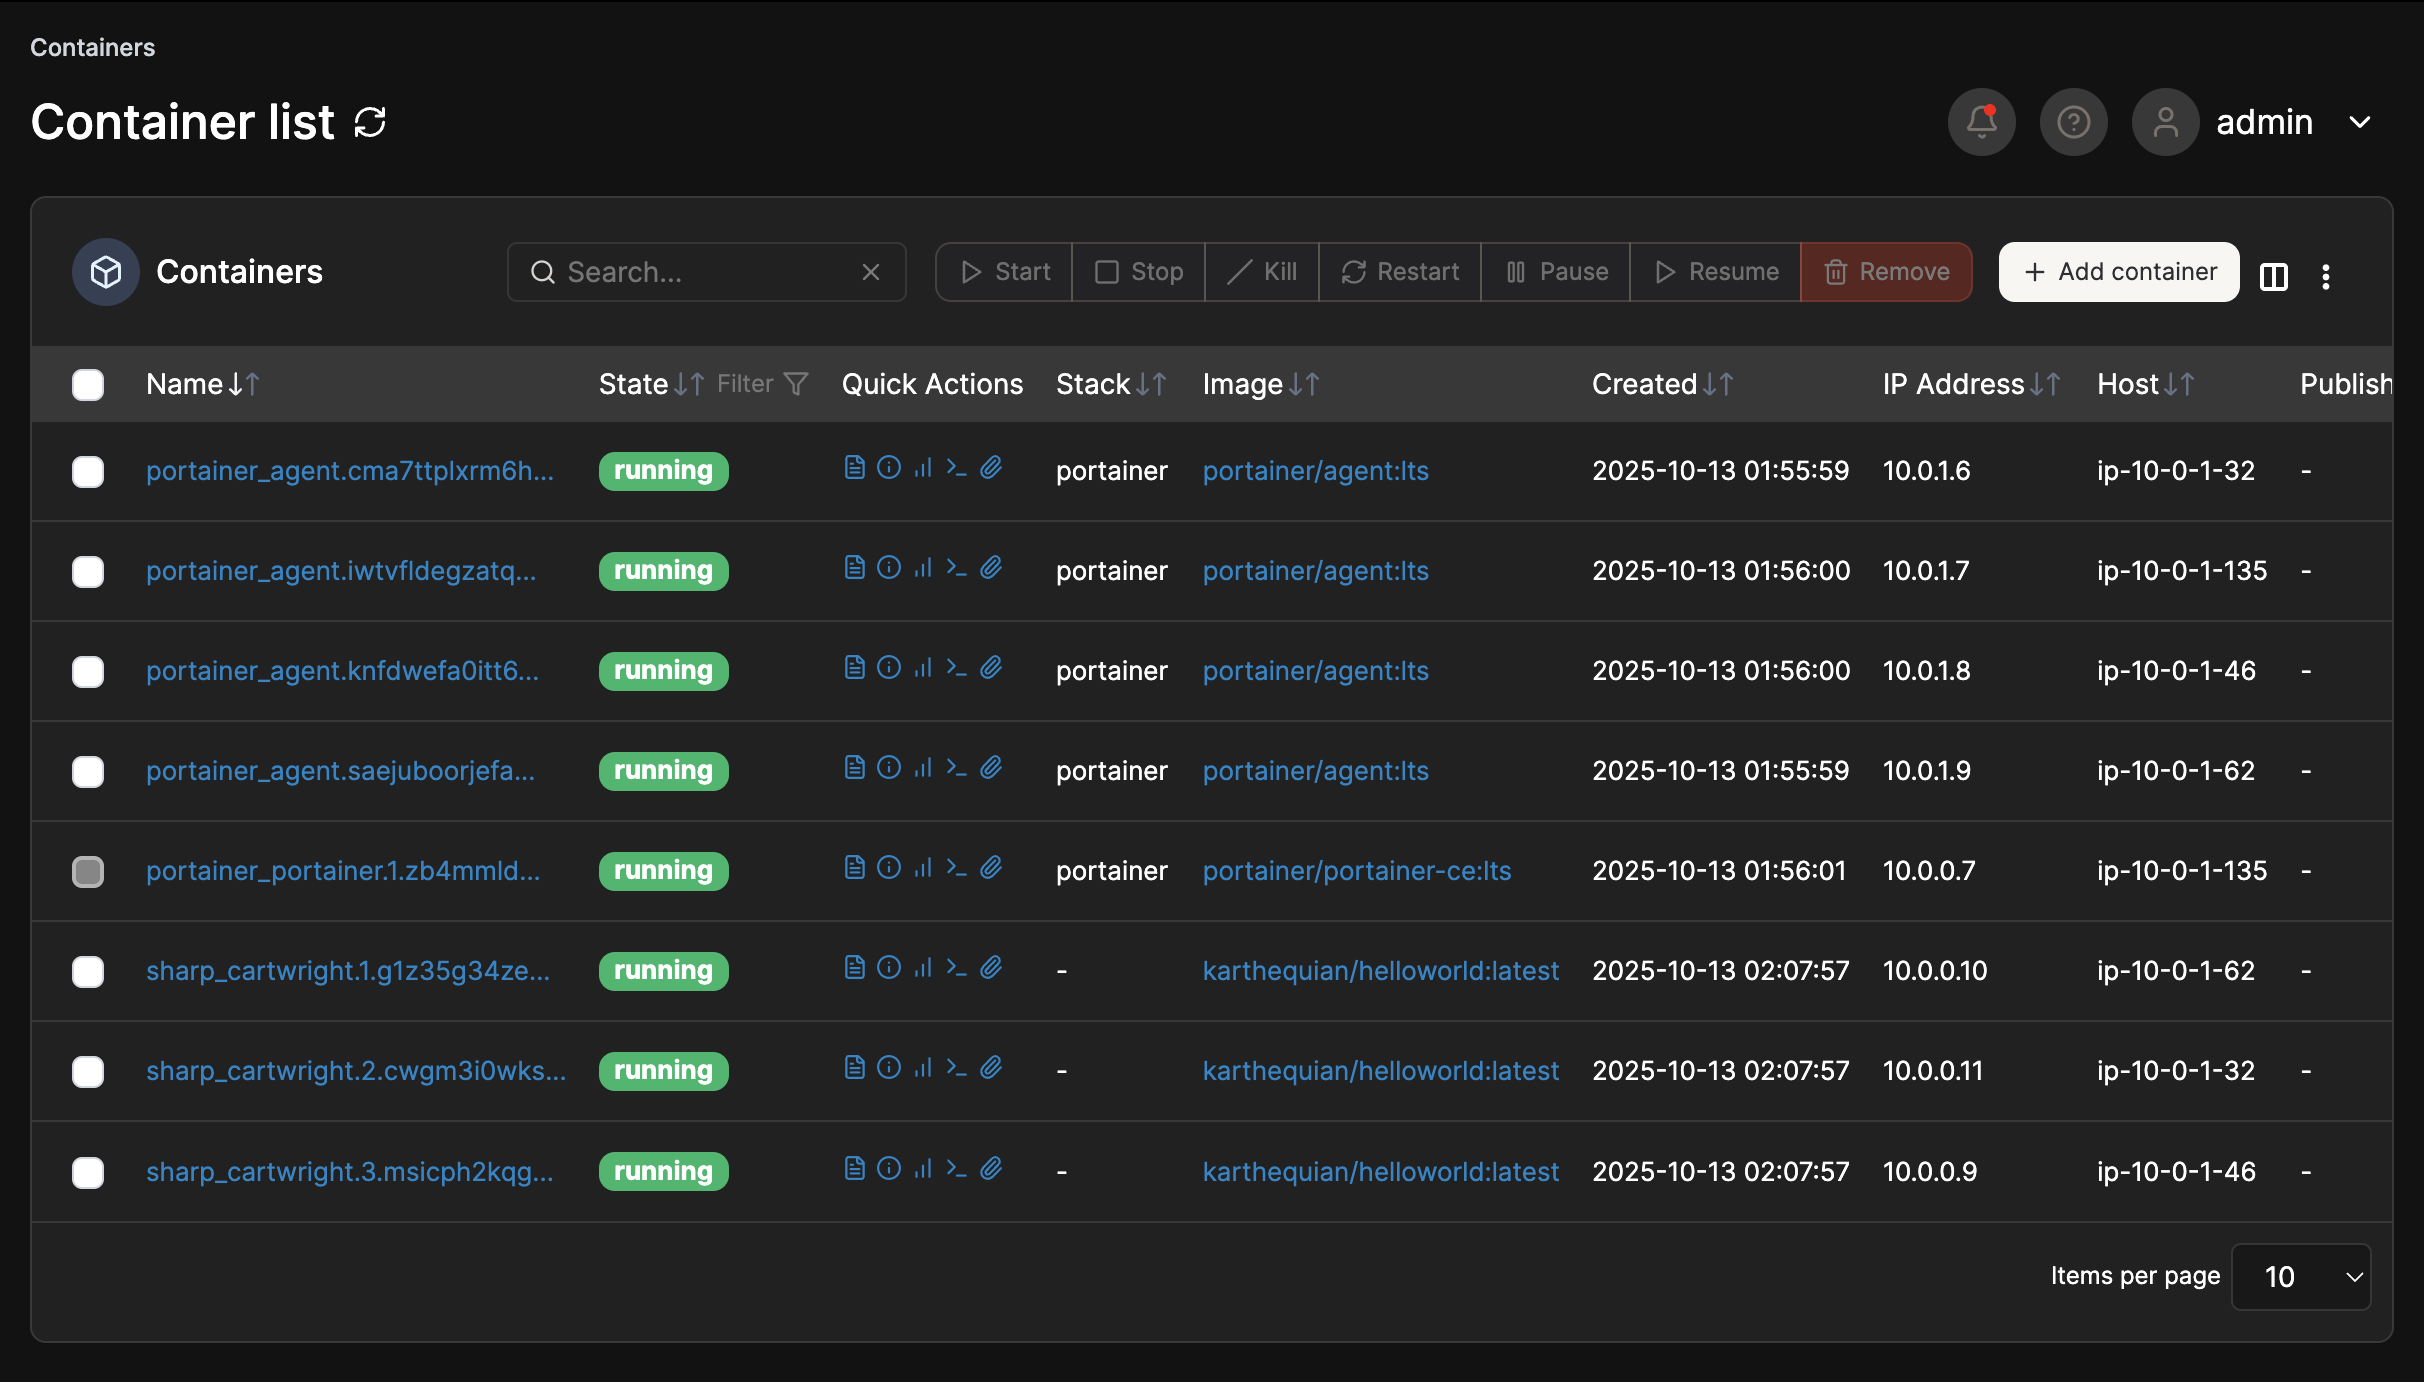 Containers
Container list
admin
Containers
Search...
Start Stop Kill Restart Pause Resume Remove
Add container
Name State Filter Quick Actions Stack Image Created IP Address Host Publish
portainer_agent.cma7ttplxrm6h... running portainer portainer/agent:lts 2025-10-13 01:55:59 10.0.1.6 ip-10-0-1-32 -
portainer_agent.iwtvfldegzatq... running portainer portainer/agent:lts 2025-10-13 01:56:00 10.0.1.7 ip-10-0-1-135 -
portainer_agent.knfdwefa0itt6... running portainer portainer/agent:lts 2025-10-13 01:56:00 10.0.1.8 ip-10-0-1-46 -
portainer_agent.saejuboorjefa... running portainer portainer/agent:lts 2025-10-13 01:55:59 10.0.1.9 ip-10-0-1-62 -
portainer_portainer.1.zb4mmld... running portainer portainer/portainer-ce:lts 2025-10-13 01:56:01 10.0.0.7 ip-10-0-1-135 -
sharp_cartwright.1.g1z35g34ze... running - karthequian/helloworld:latest 2025-10-13 02:07:57 10.0.0.10 ip-10-0-1-62 -
sharp_cartwright.2.cwgm3i0wks... running - karthequian/helloworld:latest 2025-10-13 02:07:57 10.0.0.11 ip-10-0-1-32 -
sharp_cartwright.3.msicph2kqg... running - karthequian/helloworld:latest 2025-10-13 02:07:57 10.0.0.9 ip-10-0-1-46 -
Items per page 10